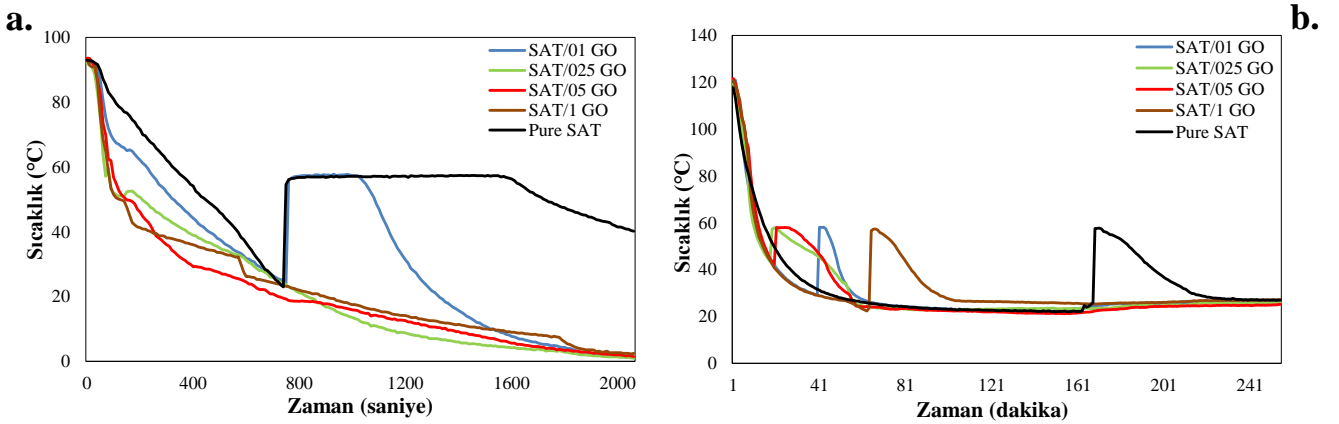 a.
Sıcaklık (°C)
100
80
60
40
20
0
SAT/01 GO
SAT/025 GO
SAT/05 GO
SAT/1 GO
Pure SAT
0 400 800 1200 1600 2000
Zaman (saniye)
b.
Sıcaklık (°C)
140
120
100
80
60
40
20
0
SAT/01 GO
SAT/025 GO
SAT/05 GO
SAT/1 GO
Pure SAT
1 41 81 121 161 201 241
Zaman (dakika)